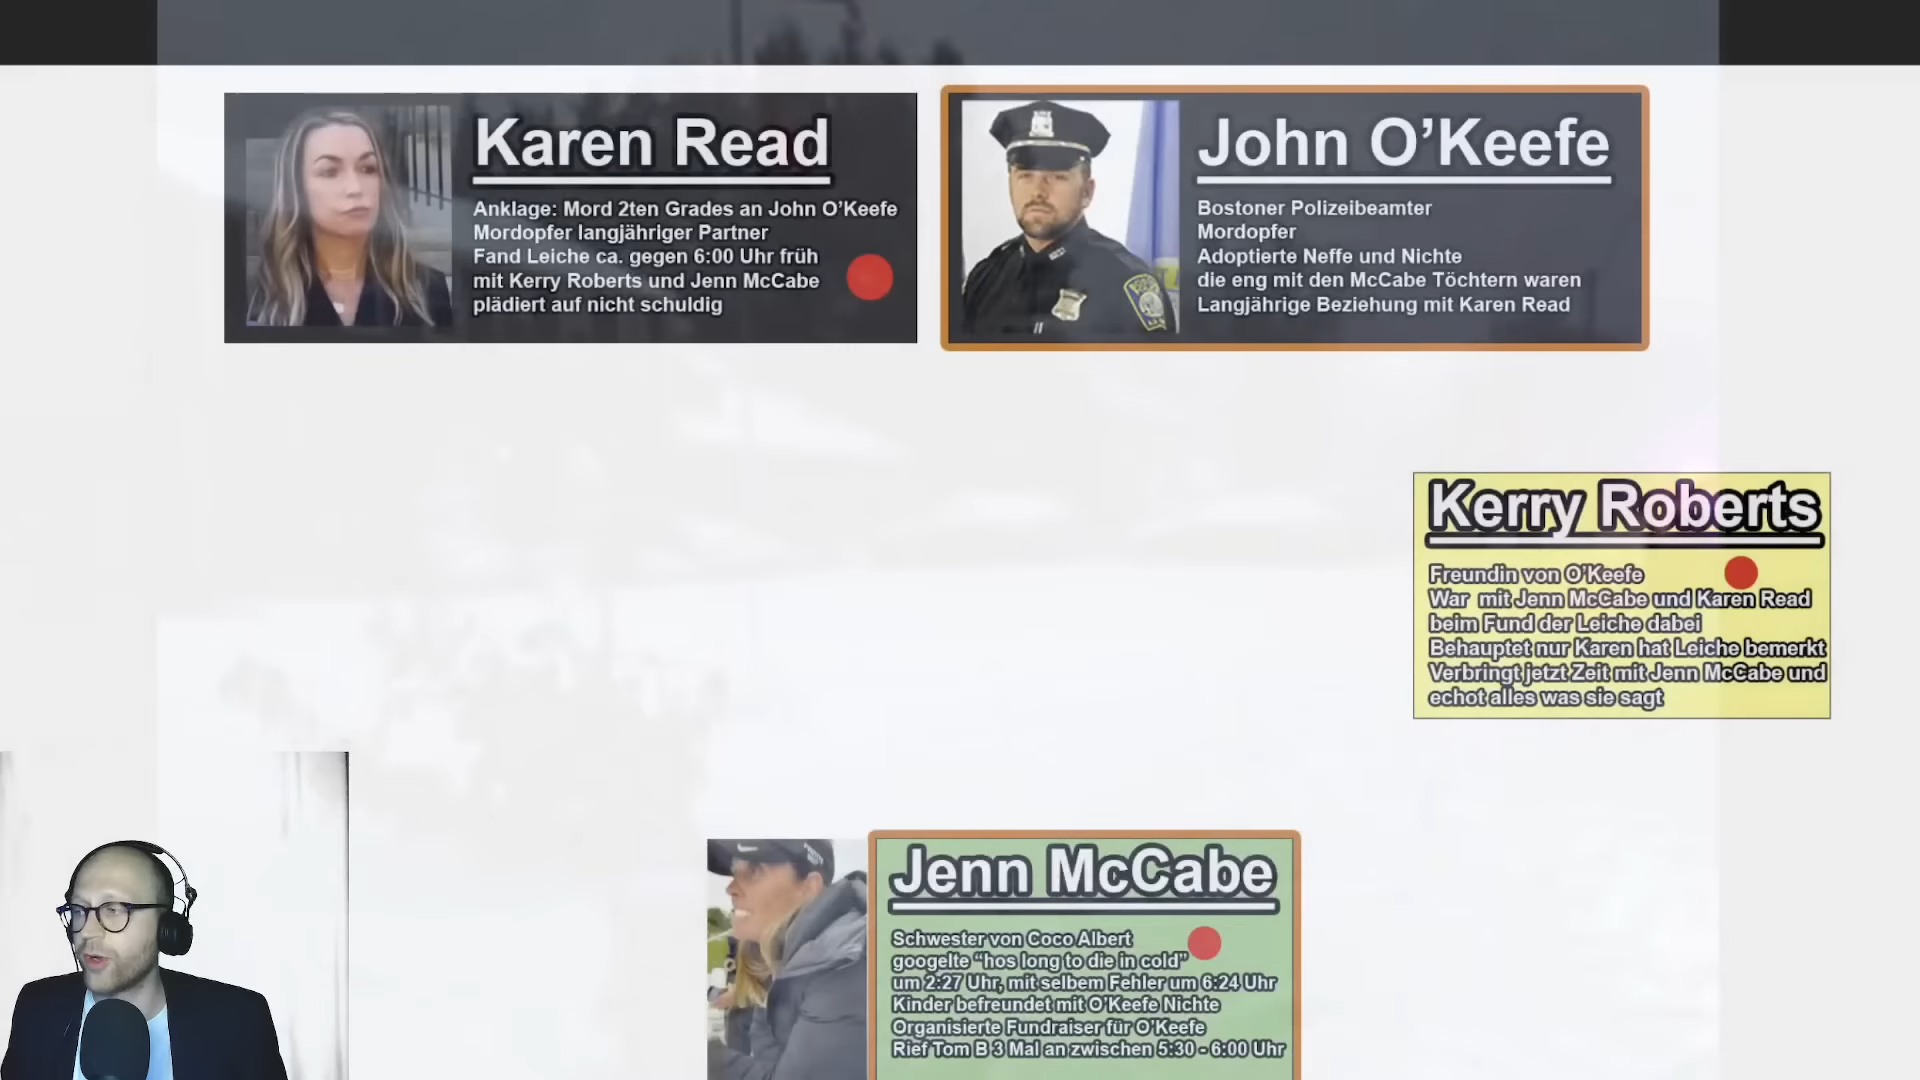 Karen Read
Anklage: Mord 2ten Grades an John O’Keefe
Mordopfer langjähriger Partner
Fand Leiche ca. gegen 6:00 Uhr früh
mit Kerry Roberts und Jenn McCabe
plädiert auf nicht schuldig
John O’Keefe
Bostoner Polizeibeamter
Mordopfer
Adoptierte Neffe und Nichte
die eng mit den McCabe Töchtern waren
Langjährige Beziehung mit Karen Read
Kerry Roberts
Freundin von O’Keefe
War mit Jenn McCabe und Karen Read
beim Fund der Leiche dabei
Behauptet nur Karen hat Leiche bemerkt
Verbringt jetzt Zeit mit Jenn McCabe und
echot alles was sie sagt
Jenn McCabe
Schwester von Coco Albert
googelte “hos long to die in cold”
um 2:27 Uhr, mit selbem Fehler um 6:24 Uhr
Kinder befreundet mit O’Keefe Nichte
Organisierte Fundraiser für O’Keefe
Rief Tom B 3 Mal an zwischen 5:30 - 6:00 Uhr